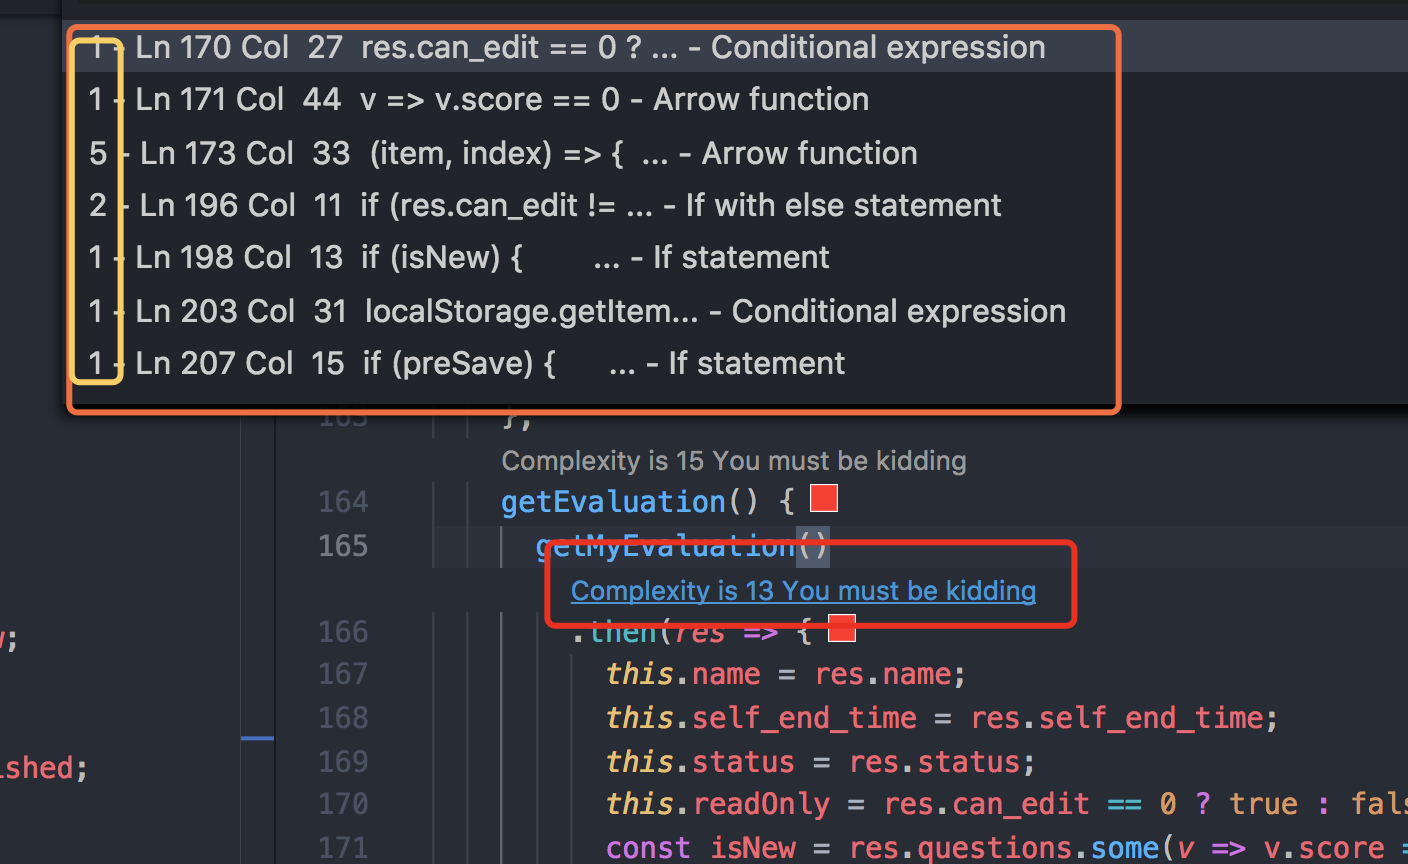 1 - Ln 170 Col  27  res.can_edit == 0 ? ... - Conditional expression
1 - Ln 171 Col  44  v => v.score == 0 - Arrow function
5 - Ln 173 Col  33  (item, index) => {  ... - Arrow function
2 - Ln 196 Col  11  if (res.can_edit != ... - If with else statement
1 - Ln 198 Col  13  if (isNew) {        ... - If statement
1 - Ln 203 Col  31  localStorage.getItem... - Conditional expression
1 - Ln 207 Col  15  if (preSave) {      ... - If statement
163 },
Complexity is 15 You must be kidding
164 getEvaluation() {
165 getMyEvaluation()
Complexity is 13 You must be kidding
166 .then(res => {
167 this.name = res.name;
168 this.self_end_time = res.self_end_time;
;
169 this.status = res.status;
ished;
170 this.readOnly = res.can_edit == 0 ? true : fals
171 const isNew = res.questions.some(v => v.score =